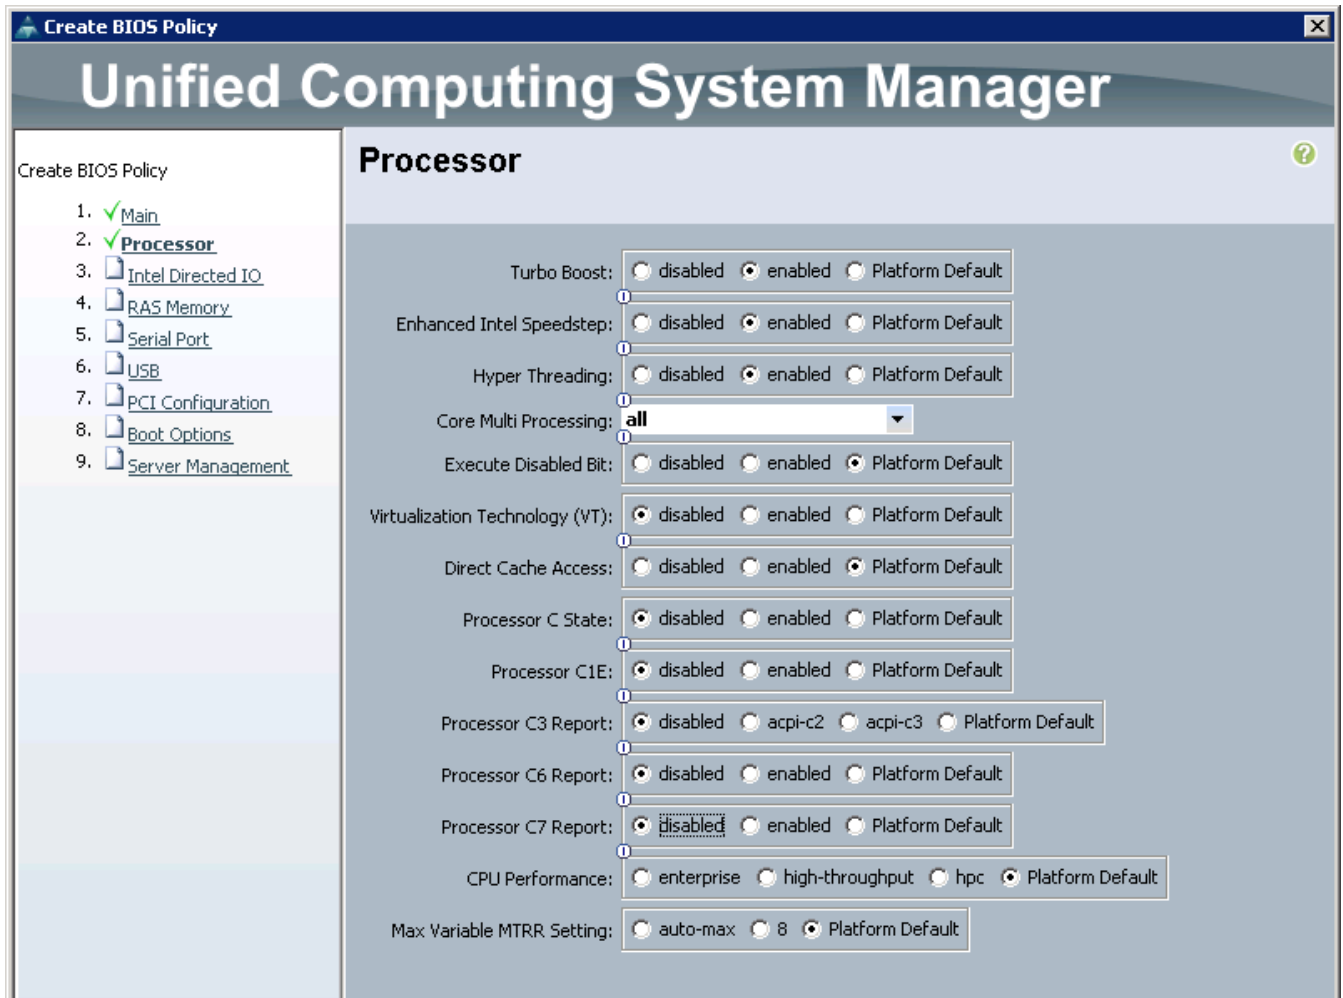 Create BIOS Policy
Unified Computing System Manager
Create BIOS Policy
1. Main
2. Processor
3. Intel Directed IO
4. RAS Memory
5. Serial Port
6. USB
7. PCI Configuration
8. Boot Options
9. Server Management
Processor
Turbo Boost: disabled enabled Platform Default
Enhanced Intel Speedstep: disabled enabled Platform Default
Hyper Threading: disabled enabled Platform Default
Core Multi Processing: all
Execute Disabled Bit: disabled enabled Platform Default
Virtualization Technology (VT): disabled enabled Platform Default
Direct Cache Access: disabled enabled Platform Default
Processor C State: disabled enabled Platform Default
Processor C1E: disabled enabled Platform Default
Processor C3 Report: disabled acpi-c2 acpi-c3 Platform Default
Processor C6 Report: disabled enabled Platform Default
Processor C7 Report: disabled enabled Platform Default
CPU Performance: enterprise high-throughput hpc Platform Default
Max Variable MTRR Setting: auto-max 8 Platform Default